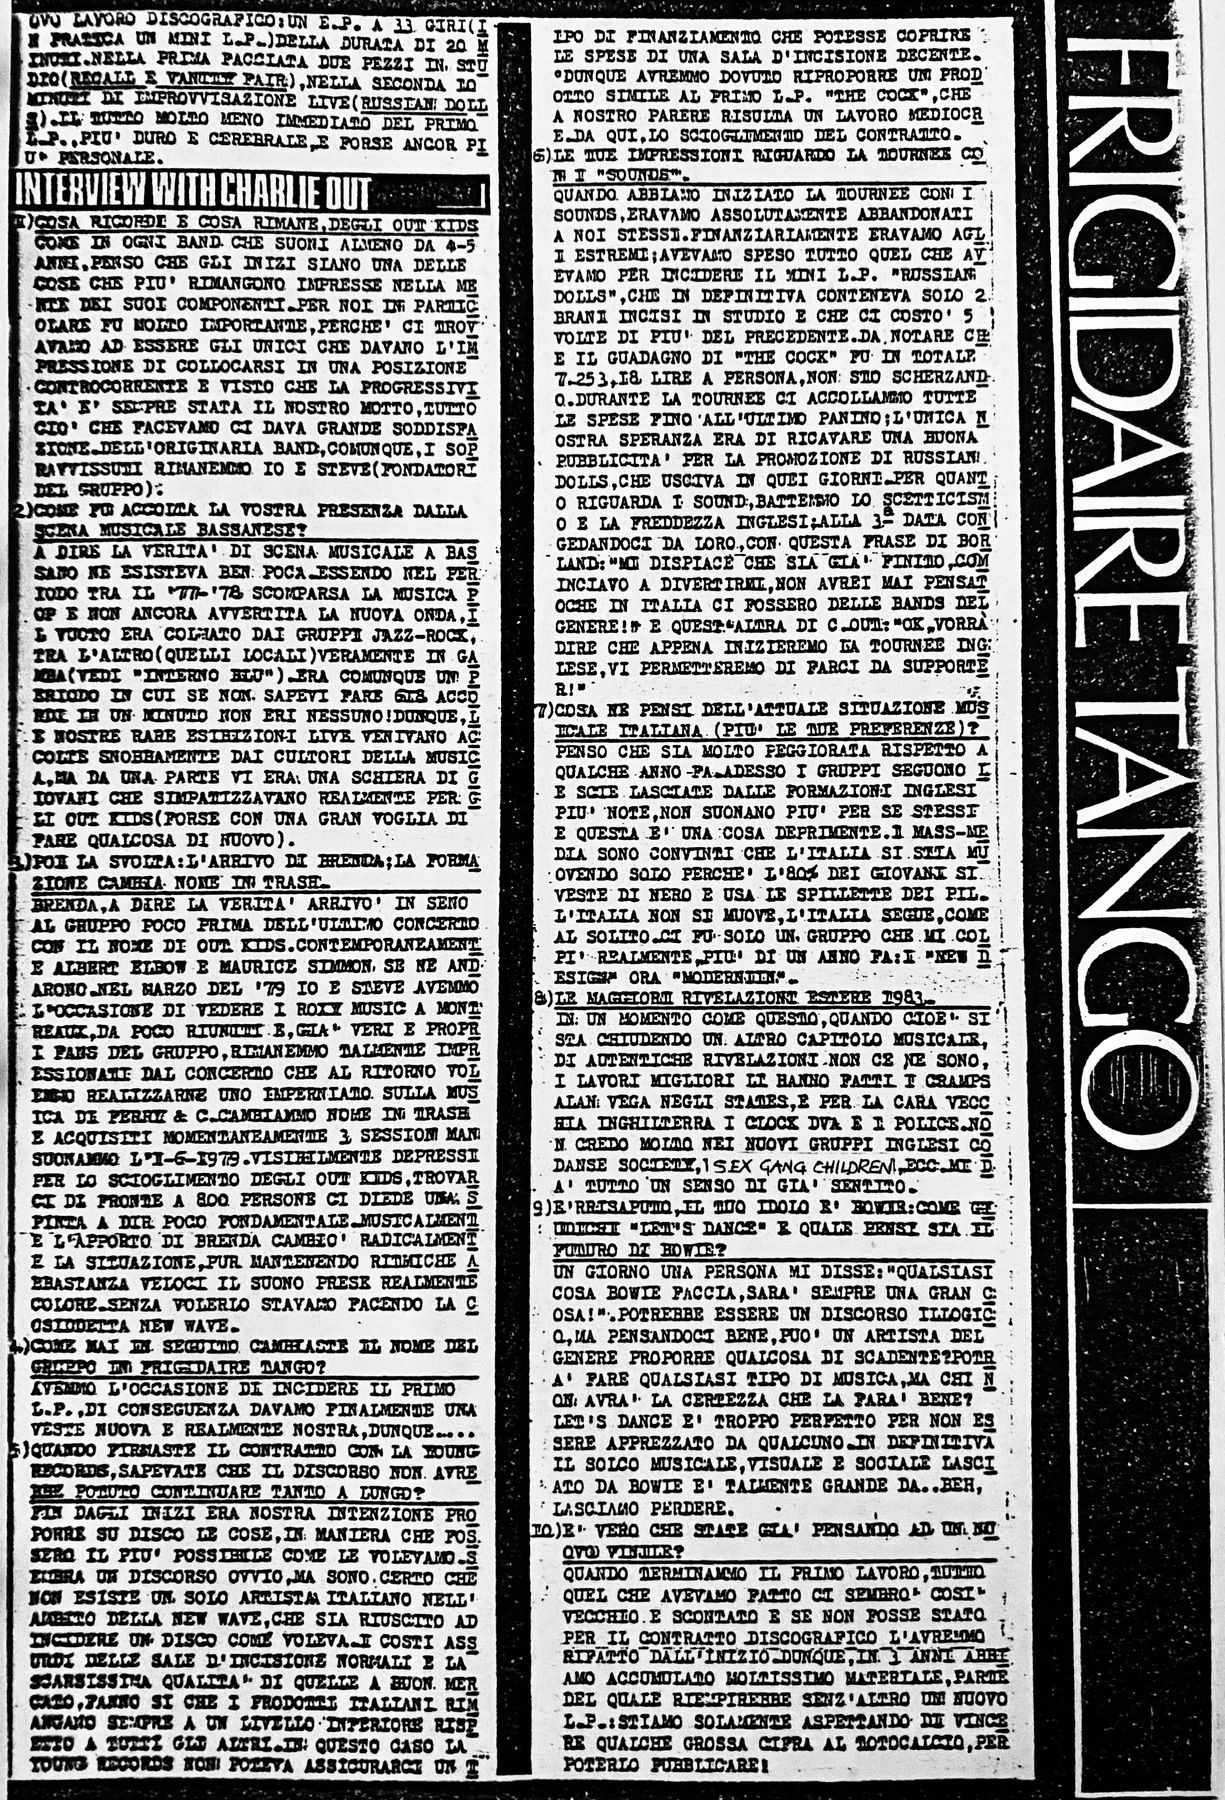 OVO LAVORO DISCOGRAFICO:UN E.P. A 33 GIRI(I
N PRATICA UN MINI L.P.)DELLA DURATA DI 20 M
INUTI.NELLA PRIMA FACCIATA DUE PEZZI IN STU
DIO(RECALL E VANITY FAIR),NELLA SECONDA 10
MINUTI DI IMPROVVISAZIONE LIVE(RUSSIAN DOLL
S).IL TUTTO MOLTO MENO IMMEDIATO DEL PRIMO
L.P.,PIU' DURO E CEREBRALE,E FORSE ANCOR PI
U' PERSONALE.
INTERVIEW WITH CHARLIE OUT
1)COSA RICORDI E COSA RIMANE,DEGLI OUT KIDS
COME IN OGNI BAND CHE SUONI ALMENO DA 4-5
ANNI,PENSO CHE GLI INIZI SIANO UNA DELLE
COSE CHE PIU' RIMANGONO IMPRESSE NELLA ME
NTE DEI SUOI COMPONENTI.PER NOI IN PARTIC
OLARE FU MOLTO IMPORTANTE,PERCHE' CI TROV
AVAMO AD ESSERE GLI UNICI CHE DAVANO L'IM
PRESSIONE DI COLLOCARSI IN UNA POSIZIONE
CONTROCORRENTE E VISTO CHE LA PROGRESSIVI
TA' E' SEMPRE STATA IL NOSTRO MOTTO,TUTTO
CIO' CHE FACEVAMO CI DAVA GRANDE SODDISFA
ZIONE.DELL'ORIGINARIA BAND,COMUNQUE,I SOP
RAVVISSUTI RIMANEMMO IO E STEVE(FONDATORI
DEL GRUPPO).
2)COME FU ACCOLTA LA VOSTRA PRESENZA DALLA
SCENA MUSICALE BASSANESE?
A DIRE LA VERITA' DI SCENA MUSICALE A BAS
SANO NE ESISTEVA BEN POCA.ESSENDO NEL PER
IODO TRA IL '77-'78 SCOMPARSA LA MUSICA P
OP E NON ANCORA AVVERTITA LA NUOVA ONDA,I
L VUOTO ERA COLMATO DAI GRUPPI JAZZ-ROCK,
TRA L'ALTRO(QUELLI LOCALI)VERAMENTE IN GA
MBA(VEDI "INTERNO BLU").ERA COMUNQUE UN P
ERIODO IN CUI SE NON SAPEVI FARE 618 ACCO
RDI IN UN MINUTO NON ERI NESSUNO!DUNQUE,L
E NOSTRE RARE ESIBIZIONI LIVE VENIVANO AC
COLTE SNOBBAMENTE DAI CULTORI DELLA MUSIC
A,MA DA UNA PARTE VI ERA UNA SCHIERA DI G
IOVANI CHE SIMPATIZZAVANO REALMENTE PER G
LI OUT KIDS(FORSE CON UNA GRAN VOGLIA DI
FARE QUALCOSA DI NUOVO).
3)POI LA SVOLTA:L'ARRIVO DI BRENDA;LA FORMA
ZIONE CAMBIA NOME IN TRASH.
BRENDA,A DIRE LA VERITA' ARRIVO' IN SENO
AL GRUPPO POCO PRIMA DELL'ULTIMO CONCERTO
CON IL NOME DI OUT KIDS.CONTEMPORANEAMENT
E ALBERT ELBOW E MAURICE SIMMON SE NE AND
ARONO.NEL MARZO DEL '79 IO E STEVE AVEMMO
L'OCCASIONE DI VEDERE I ROXY MUSIC A MONT
REAUX,DA POCO RIUNITI E,GIA' VERI E PROPR
I FANS DEL GRUPPO,RIMANEMMO TALMENTE IMPR
ESSIONATI DAL CONCERTO CHE AL RITORNO VOL
EMMO REALIZZARNE UNO IMPERNIATO SULLA MUS
ICA DI FERRY & C.CAMBIAMMO NOME IN TRASH
E ACQUISITI MOMENTANEAMENTE 3 SESSION MAN
SUONAMMO L'1-6-1979.VISIBILMENTE DEPRESSI
PER LO SCIOGLIMENTO DEGLI OUT KIDS,TROVAR
CI DI FRONTE A 800 PERSONE CI DIEDE UNA S
PINTA A DIR POCO FONDAMENTALE.MUSICALMENT
E L'APPORTO DI BRENDA CAMBIO' RADICALMENT
E LA SITUAZIONE,PUR MANTENENDO RITMICHE A
BBASTANZA VELOCI IL SUONO PRESE REALMENTE
COLORE.SENZA VOLERLO STAVAMO FACENDO LA C
OSIDDETTA NEW WAVE.
4)COME MAI IN SEGUITO CAMBIASTE IL NOME DEL
GRUPPO IN FRIGIDAIRE TANGO?
AVEMMO L'OCCASIONE DI INCIDERE IL PRIMO
L.P.,DI CONSEGUENZA DAVAMO FINALMENTE UNA
VESTE NUOVA E REALMENTE NOSTRA,DUNQUE.....
5)QUANDO FIRMASTE IL CONTRATTO CON LA YOUNG
RECORDS,SAPEVATE CHE IL DISCORSO NON AVRE
BBE POTUTO CONTINUARE TANTO A LUNGO?
FIN DAGLI INIZI ERA NOSTRA INTENZIONE PRO
PORRE SU DISCO LE COSE,IN MANIERA CHE FOS
SERO IL PIU' POSSIBILE COME LE VOLEVAMO.S
EMBRA UN DISCORSO OVVIO,MA SONO CERTO CHE
NON ESISTE UN SOLO ARTISTA ITALIANO NELL'
AMBITO DELLA NEW WAVE,CHE SIA RIUSCITO AD
INCIDERE UN DISCO COME VOLEVA.I COSTI ASS
URDI DELLE SALE D'INCISIONE NORMALI E LA
SCARSISSIMA QUALITA' DI QUELLE A BUON MER
CATO,FANNO SI CHE I PRODOTTI ITALIANI RIM
ANGANO SEMPRE A UN LIVELLO INFERIORE RISP
ETTO A TUTTI GLI ALTRI.IN QUESTO CASO LA
YOUNG RECORDS NON POTEVA ASSICURARCI UN T
IPO DI FINANZIAMENTO CHE POTESSE COPRIRE
LE SPESE DI UNA SALA D'INCISIONE DECENTE.
DUNQUE AVREMMO DOVUTO RIPROPORRE UN PROD
OTTO SIMILE AL PRIMO L.P. "THE COCK",CHE
A NOSTRO PARERE RISULTA UN LAVORO MEDIOCR
E.DA QUI,LO SCIOGLIMENTO DEL CONTRATTO.
6)LE TUE IMPRESSIONI RIGUARDO LA TOURNEE CO
N I "SOUNDS".
QUANDO ABBIAMO INIZIATO LA TOURNEE CON I
SOUNDS,ERAVAMO ASSOLUTAMENTE ABBANDONATI
A NOI STESSI.FINANZIARIAMENTE ERAVAMO AGL
I ESTREMI;AVEVAMO SPESO TUTTO QUEL CHE AV
EVAMO PER INCIDERE IL MINI L.P. "RUSSIAN
DOLLS",CHE IN DEFINITIVA CONTENEVA SOLO 2
BRANI INCISI IN STUDIO E CHE CI COSTO' 5
VOLTE DI PIU' DEL PRECEDENTE.DA NOTARE CH
E IL GUADAGNO DI "THE COCK" FU IN TOTALE
7.253,18 LIRE A PERSONA,NON STO SCHERZAND
O.DURANTE LA TOURNEE CI ACCOLLAMMO TUTTE
LE SPESE FINO ALL'ULTIMO PANINO;L'UNICA N
OSTRA SPERANZA ERA DI RICAVARE UNA BUONA
PUBBLICITA' PER LA PROMOZIONE DI RUSSIAN
DOLLS,CHE USCIVA IN QUEI GIORNI.PER QUANT
O RIGUARDA I SOUND,BATTEMMO LO SCETTICISM
O E LA FREDDEZZA INGLESI;ALLA 3ª DATA CON
GEDANDOCI DA LORO,CON QUESTA FRASE DI BOR
LAND:"MI DISPIACE CHE SIA GIA' FINITO,COM
INCIAVO A DIVERTIRMI,NON AVREI MAI PENSAT
OCHE IN ITALIA CI FOSSERO DELLE BANDS DEL
GENERE!" E QUEST'ALTRA DI C.OUT:"OK,VORRÀ
DIRE CHE APPENA INIZIEREMO LA TOURNEE ING
LESE,VI PERMETTEREMO DI FARCI DA SUPPORTE
R!"
7)COSA NE PENSI DELL'ATTUALE SITUAZIONE MUS
ICALE ITALIANA (PIU' LE TUE PREFERENZE)?
PENSO CHE SIA MOLTO PEGGIORATA RISPETTO A
QUALCHE ANNO FA.ADESSO I GRUPPI SEGUONO L
E SCIE LASCIATE DALLE FORMAZIONI INGLESI
PIU' NOTE,NON SUONANO PIU' PER SE STESSI
E QUESTA E' UNA COSA DEPRIMENTE.I MASS-ME
DIA SONO CONVINTI CHE L'ITALIA SI STIA MU
OVENDO SOLO PERCHE' L'80% DEI GIOVANI SI
VESTE DI NERO E USA LE SPILLETTE DEI PIL.
L'ITALIA NON SI MUOVE,L'ITALIA SEGUE,COME
AL SOLITO.CI FU SOLO UN GRUPPO CHE MI COL
PI' REALMENTE,PIU' DI UN ANNO FA:I "NEW D
ESIGN" ORA "MODERNDIN".
8)LE MAGGIORI RIVELAZIONI ESTERE 1983.
IN UN MOMENTO COME QUESTO,QUANDO CIOE' SI
STA CHIUDENDO UN ALTRO CAPITOLO MUSICALE,
DI AUTENTICHE RIVELAZIONI NON CE NE SONO,
I LAVORI MIGLIORI LI HANNO FATTI I CRAMPS
ALAN VEGA NEGLI STATES,E PER LA CARA VECC
HIA INGHILTERRA I CLOCK DVA E I POLICE.NO
N CREDO MOLTO NEI NUOVI GRUPPI INGLESI CO
DANSE SOCIETY,I SEX GANG CHILDREN,ECC.MI D
A' TUTTO UN SENSO DI GIA' SENTITO.
9)E'RISAPUTO,IL TUO IDOLO E' BOWIE:COME GI
UDICHI "LET'S DANCE" E QUALE PENSI SIA IL
FUTURO DI BOWIE?
UN GIORNO UNA PERSONA MI DISSE:"QUALSIASI
COSA BOWIE FACCIA,SARA' SEMPRE UNA GRAN C
OSA!".POTREBBE ESSERE UN DISCORSO ILLOGIC
O,MA PENSANDOCI BENE,PUO' UN ARTISTA DEL
GENERE PROPORRE QUALCOSA DI SCADENTE?POTR
A' FARE QUALSIASI TIPO DI MUSICA,MA CHI N
ON AVRA' LA CERTEZZA CHE LA FARA' BENE?
LET'S DANCE E' TROPPO PERFETTO PER NON ES
SERE APPREZZATO DA QUALCUNO.IN DEFINITIVA
IL SOLCO MUSICALE,VISUALE E SOCIALE LASCI
ATO DA BOWIE E' TALMENTE GRANDE DA..BEH,
LASCIAMO PERDERE.
10)E' VERO CHE STATE GIA' PENSANDO AD UN NU
OVO VINILE?
QUANDO TERMINAMMO IL PRIMO LAVORO,TUTTO
QUEL CHE AVEVAMO FATTO CI SEMBRO' COSI'
VECCHIO E SCONTATO E SE NON FOSSE STATO
PER IL CONTRATTO DISCOGRAFICO L'AVREMMO
RIFATTO DALL'INIZIO DUNQUE,IN 3 ANNI ABBI
AMO ACCUMULATO MOLTISSIMO MATERIALE,PARTE
DEL QUALE RIEMPIREBBE SENZ'ALTRO UN NUOVO
L.P.:STIAMO SOLAMENTE ASPETTANDO DI VINCE
RE QUALCHE GROSSA CIFRA AL TOTOCALCIO,PER
POTERLO PUBBLICARE!
FRIGIDAIRE TANGO